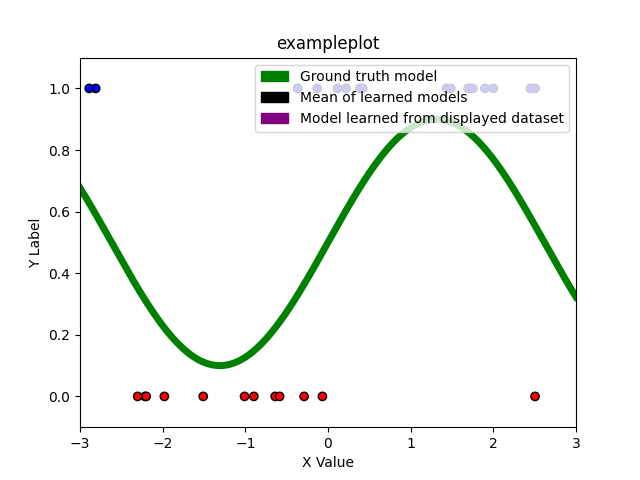 exampleplot
Ground truth model
Mean of learned models
Model learned from displayed dataset
1.0
0.8
0.6
0.4
0.2
0.0
Y Label
−3 −2 −1 0 1 2 3
X Value